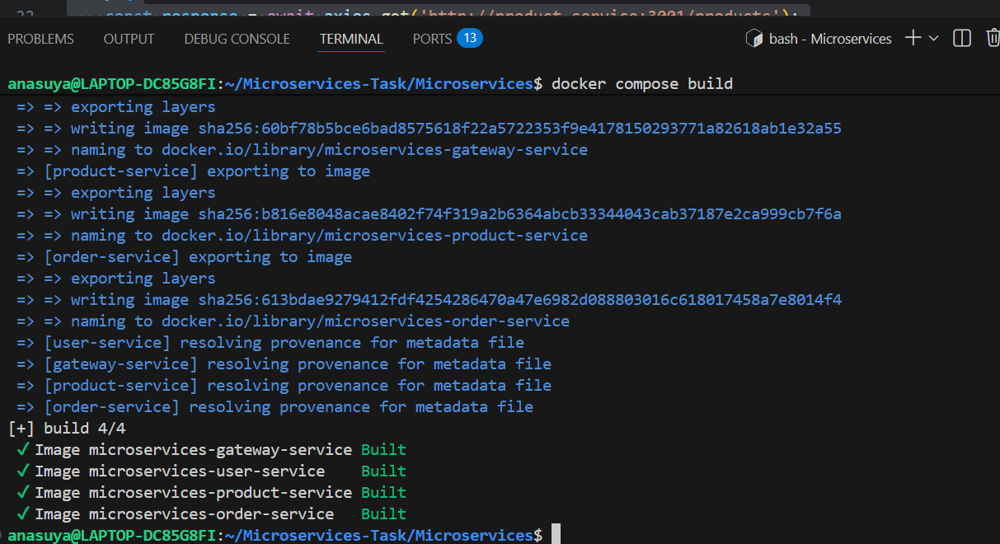 const response = await axios.get('http://product-service:3001/products');
PROBLEMS OUTPUT DEBUG CONSOLE TERMINAL PORTS 13 bash - Microservices
anasuya@LAPTOP-DC85G8FI:~/Microservices-Task/Microservices$ docker compose build
=> => exporting layers
=> => writing image sha256:60bf78b5bce6bad8575618f22a5722353f9e4178150293771a82618ab1e32a55
=> => naming to docker.io/library/microservices-gateway-service
=> [product-service] exporting to image
=> => exporting layers
=> => writing image sha256:b816e8048acae8402f74f319a2b6364abcb33344043cab37187e2ca999cb7f6a
=> => naming to docker.io/library/microservices-product-service
=> [order-service] exporting to image
=> => exporting layers
=> => writing image sha256:613bdae9279412fdf4254286470a47e6982d088803016c618017458a7e8014f4
=> => naming to docker.io/library/microservices-order-service
=> [user-service] resolving provenance for metadata file
=> [gateway-service] resolving provenance for metadata file
=> [product-service] resolving provenance for metadata file
=> [order-service] resolving provenance for metadata file
[+] build 4/4
✓ Image microservices-gateway-service Built
✓ Image microservices-user-service Built
✓ Image microservices-product-service Built
✓ Image microservices-order-service Built
anasuya@LAPTOP-DC85G8FI:~/Microservices-Task/Microservices$